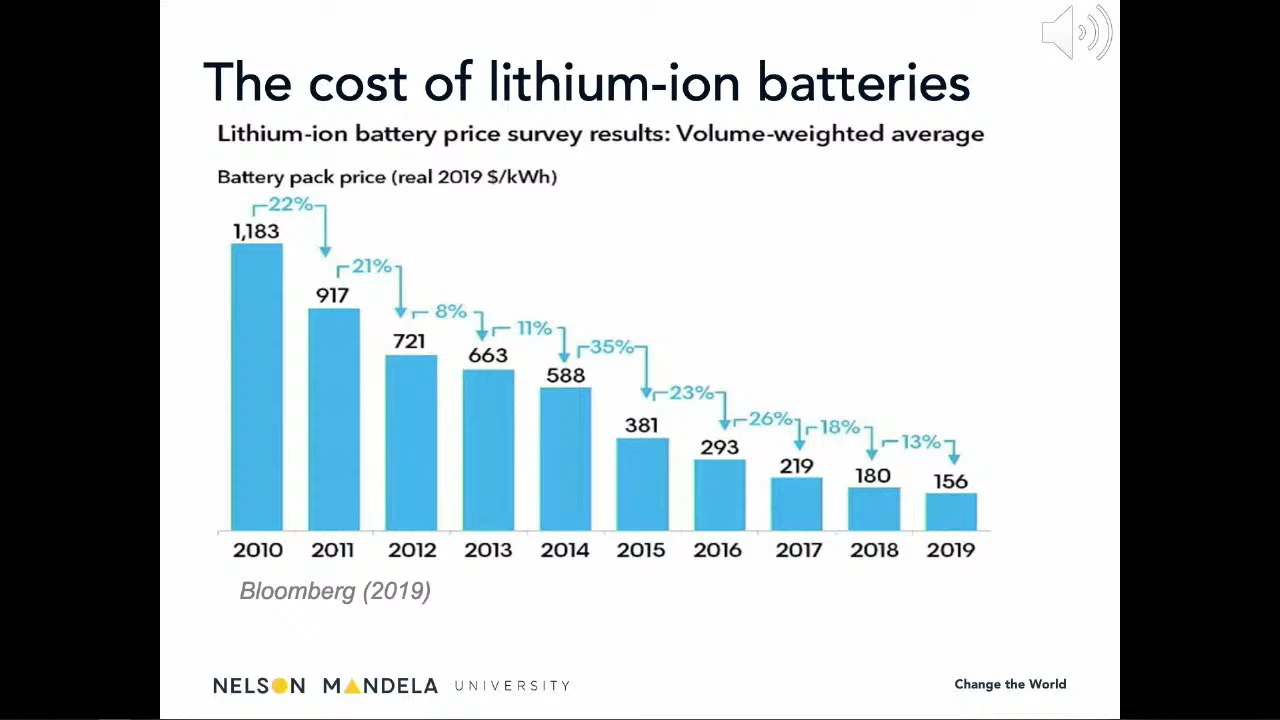 The cost of lithium-ion batteries
Lithium-ion battery price survey results: Volume-weighted average
Battery pack price (real 2019 $/kWh)
22%
1,183
21%
917
8%
721
11%
663
35%
588
23%
381
26%
293
18%
219
13%
180
156
2010 2011 2012 2013 2014 2015 2016 2017 2018 2019
Bloomberg (2019)
NELSON MANDELA UNIVERSITY
Change the World